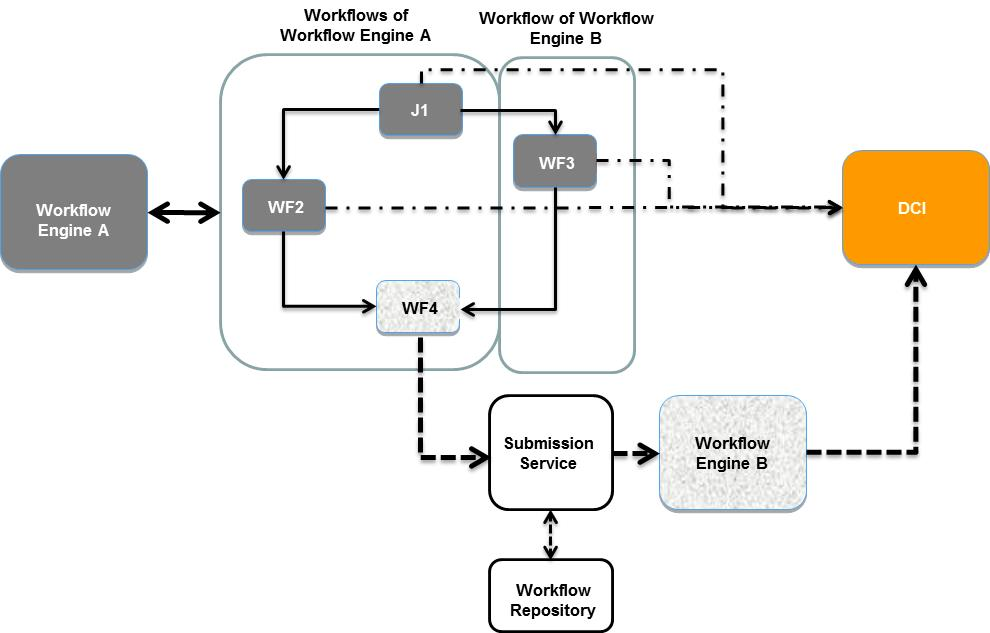 Workflows of
Workflow Engine A
Workflow of Workflow
Engine B
J1
WF3
Workflow
Engine A
WF2
DCI
WF4
Submission
Service
Workflow
Engine B
Workflow
Repository